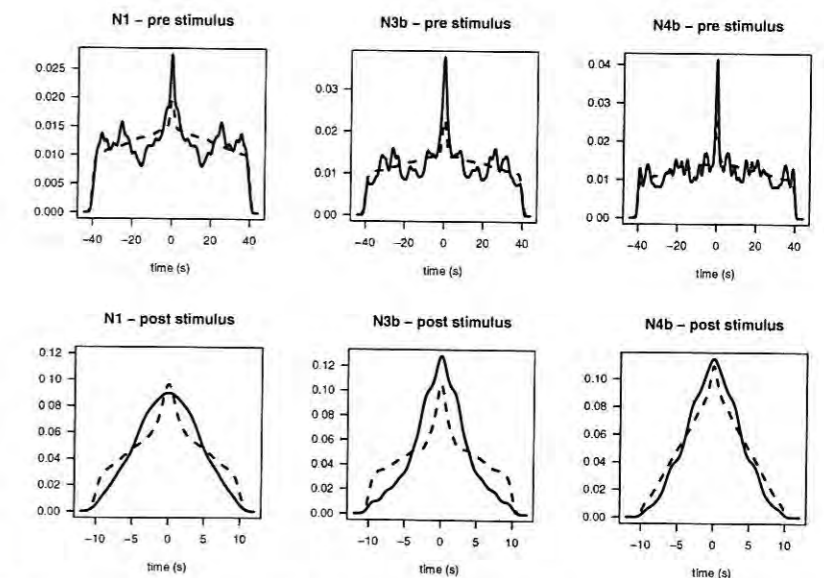 N1 – pre stimulus
N3b – pre stimulus
N4b – pre stimulus
0.025
0.020
0.015
0.010
0.005
0.000
−40 −20 0 20 40
time (s)
0.03
0.02
0.01
0.00
−40 −20 0 20 40
time (s)
0.04
0.03
0.02
0.01
0.00
−40 −20 0 20 40
time (s)
N1 – post stimulus
N3b – post stimulus
N4b – post stimulus
0.12
0.10
0.08
0.06
0.04
0.02
0.00
−10 −5 0 5 10
time (s)
0.12
0.10
0.08
0.06
0.04
0.02
0.00
−10 −5 0 5 10
time (s)
0.10
0.08
0.06
0.04
0.02
0.00
−10 −5 0 5 10
time (s)